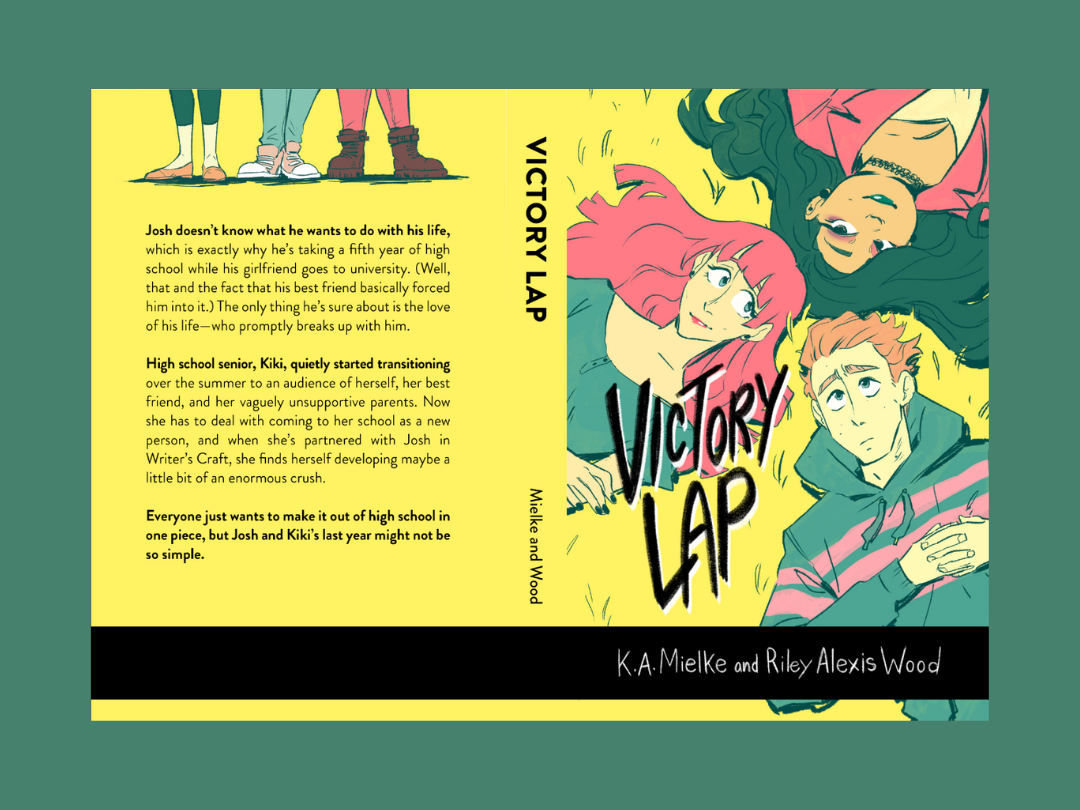 Josh doesn't know what he wants to do with his life,
which is exactly why he's taking a fifth year of high
school while his girlfriend goes to university. (Well,
that and the fact that his best friend basically forced
him into it.) The only thing he's sure about is the love
of his life—who promptly breaks up with him.
High school senior, Kiki, quietly started transitioning
over the summer to an audience of herself, her best
friend, and her vaguely unsupportive parents. Now
she has to deal with coming to her school as a new
person, and when she's partnered with Josh in
Writer's Craft, she finds herself developing maybe a
little bit of an enormous crush.
Everyone just wants to make it out of high school in
one piece, but Josh and Kiki's last year might not be
so simple.
VICTORY LAP
Mielke and Wood
VICTORY
LAP
K.A. Mielke and Riley Alexis Wood